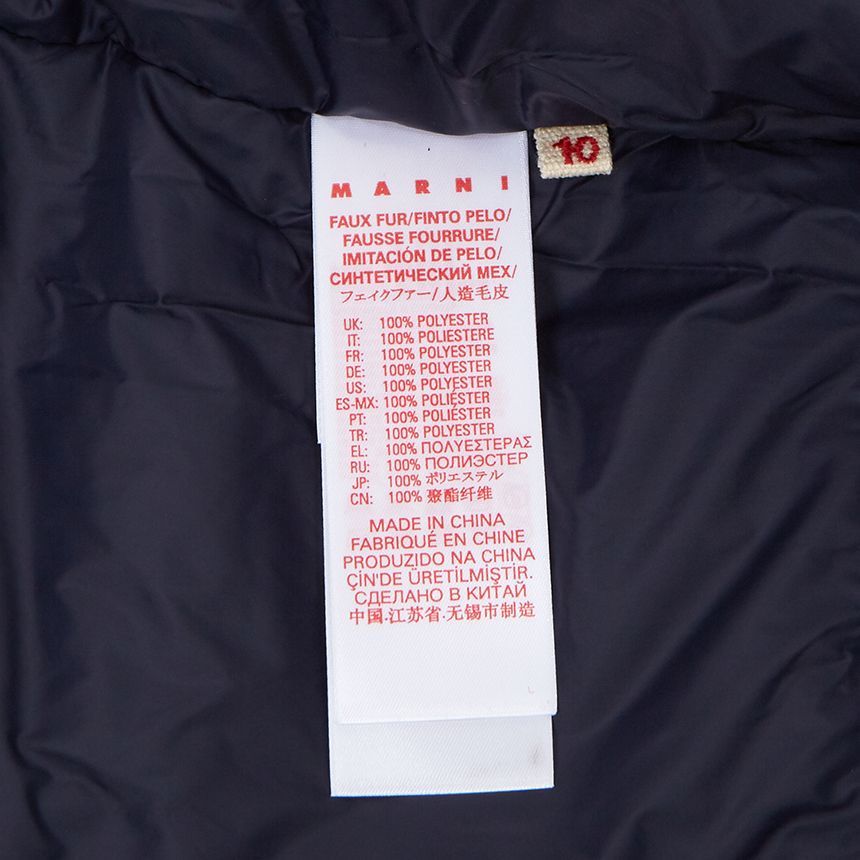 MARNI
10
FAUX FUR/FINTO PELO/
FAUSSE FOURRURE/
IMITACIÓN DE PELO/
СИНТЕТИЧЕСКИЙ МЕХ/
フェイクファー/人造毛皮
UK: 100% POLYESTER
IT: 100% POLIESTERE
FR: 100% POLYESTER
DE: 100% POLYESTER
US: 100% POLYESTER
ES-MX: 100% POLIÉSTER
PT: 100% POLIÉSTER
TR: 100% POLYESTER
EL: 100% ΠΟΛΥΕΣΤΕΡΑΣ
RU: 100% ПОЛИЭСТЕР
JP: 100% ポリエステル
CN: 100% 聚酯纤维
MADE IN CHINA
FABRIQUÉ EN CHINE
PRODUZIDO NA CHINA
ÇİN'DE ÜRETİLMİŞTİR.
СДЕЛАНО В КИТАЙ
中国.江苏省.无锡市制造